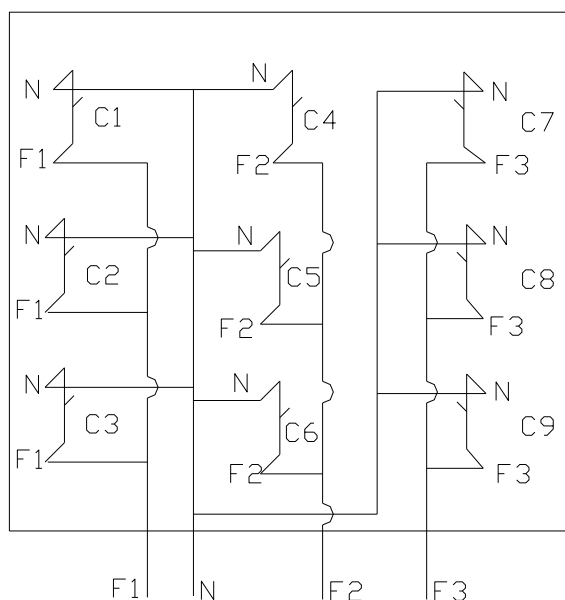 N N N
C1 C4 C7
F1 F2 F3
N N N
C2 C5 C8
F1 F2 F3
N N N
C3 C6 C9
F1 F2 F3
F1 N F2 F3